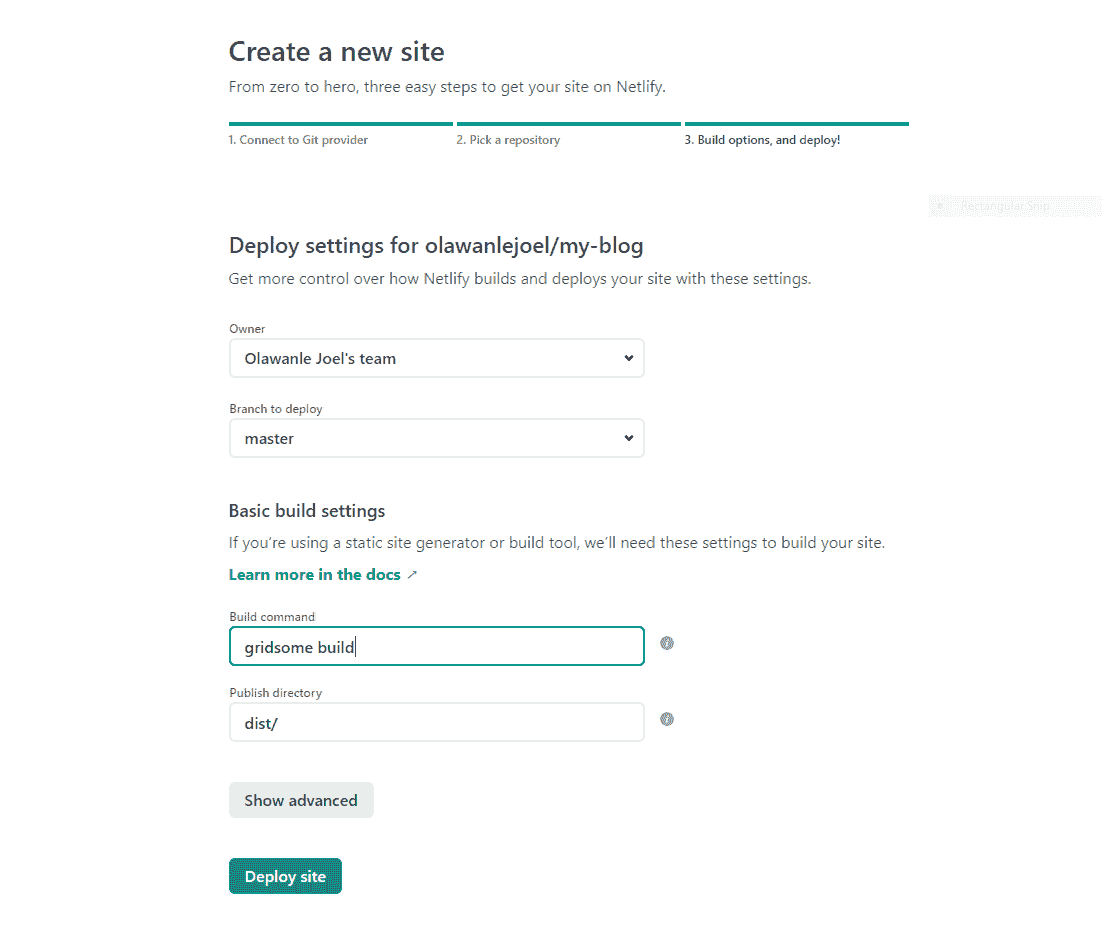 Create a new site
From zero to hero, three easy steps to get your site on Netlify.
1. Connect to Git provider
2. Pick a repository
3. Build options, and deploy!
Rectangular Snip
Deploy settings for olawanlejoel/my-blog
Get more control over how Netlify builds and deploys your site with these settings.
Owner
Olawanle Joel's team
Branch to deploy
master
Basic build settings
If you’re using a static site generator or build tool, we’ll need these settings to build your site.
Learn more in the docs ↗
Build command
gridsome build
Publish directory
dist/
Show advanced
Deploy site